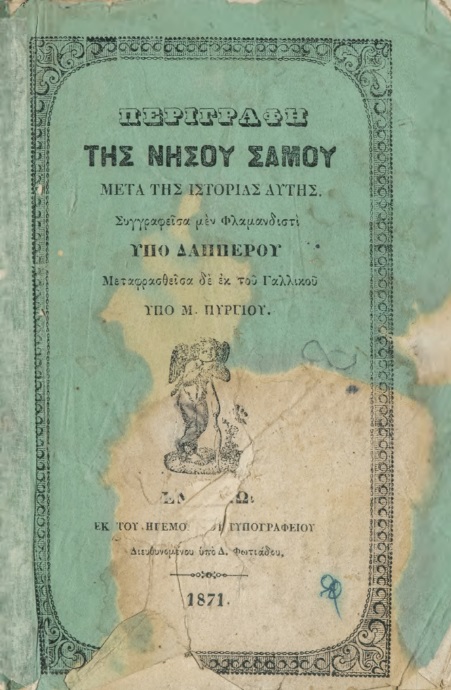 ΠΕΡΙΓΡΑΦΗ
ΤΗΣ ΝΗΣΟΥ ΣΑΜΟΥ
ΜΕΤΑ ΤΗΣ ΙΣΤΟΡΙΑΣ ΑΥΤΗΣ.
Συγγραφεῖσα μὲν Φλαμανδιστὶ
ΥΠΟ ΔΑΠΠΕΡΟΥ
Μεταφρασθεῖσα δὲ ἐκ τοῦ Γαλλικοῦ
ΥΠΟ Μ. ΠΥΡΓΙΟΥ.
ΕΚ ΤΟΥ ΤΥΠΟΓΡΑΦΕΙΟΥ
Διευθυνομένου ὑπὸ Δ. Φωτιάδου,
1871.